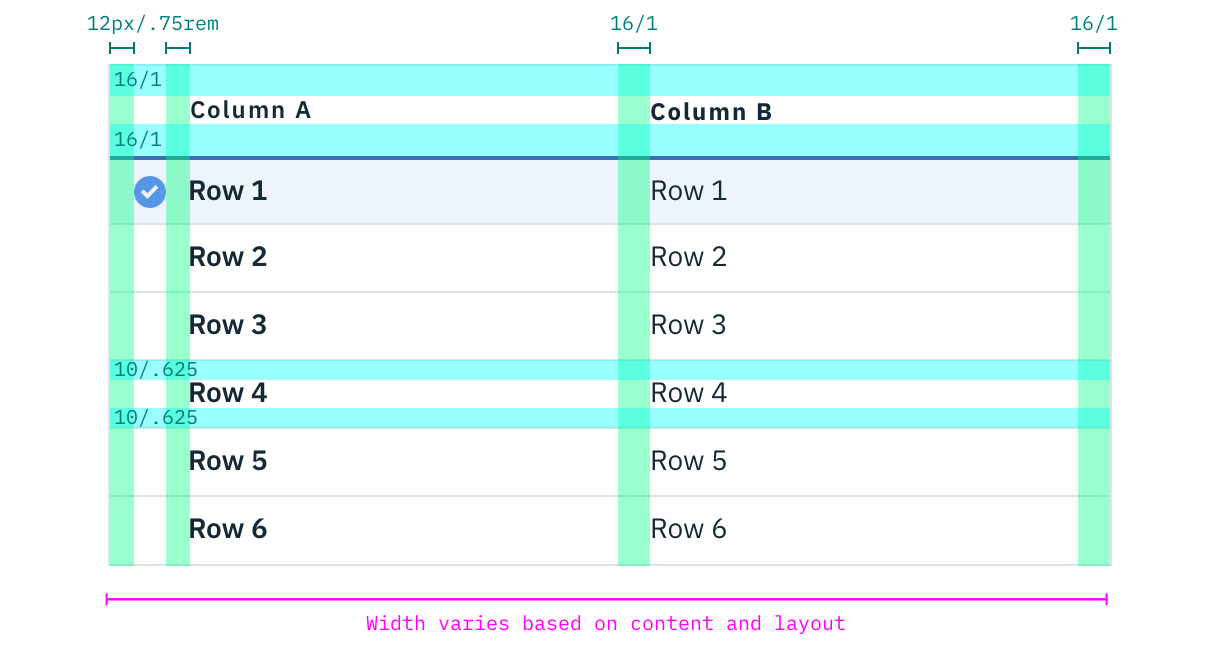 12px/.75rem 16/1 16/1
16/1
Column A Column B
16/1
Row 1 Row 1
Row 2 Row 2
Row 3 Row 3
10/.625
Row 4 Row 4
10/.625
Row 5 Row 5
Row 6 Row 6
Width varies based on content and layout